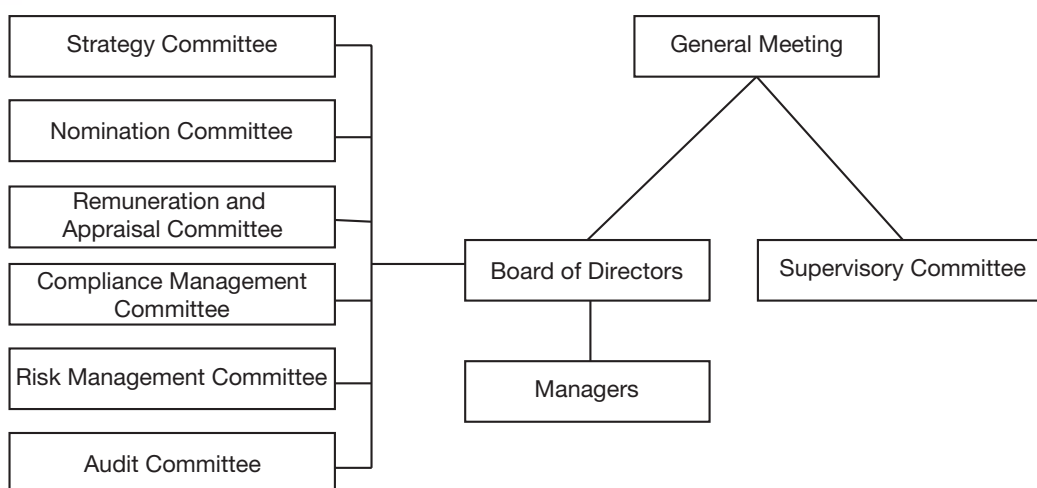 Strategy Committee
Nomination Committee
Remuneration and
Appraisal Committee
Compliance Management
Committee
Risk Management Committee
Audit Committee
General Meeting
Board of Directors
Supervisory Committee
Managers